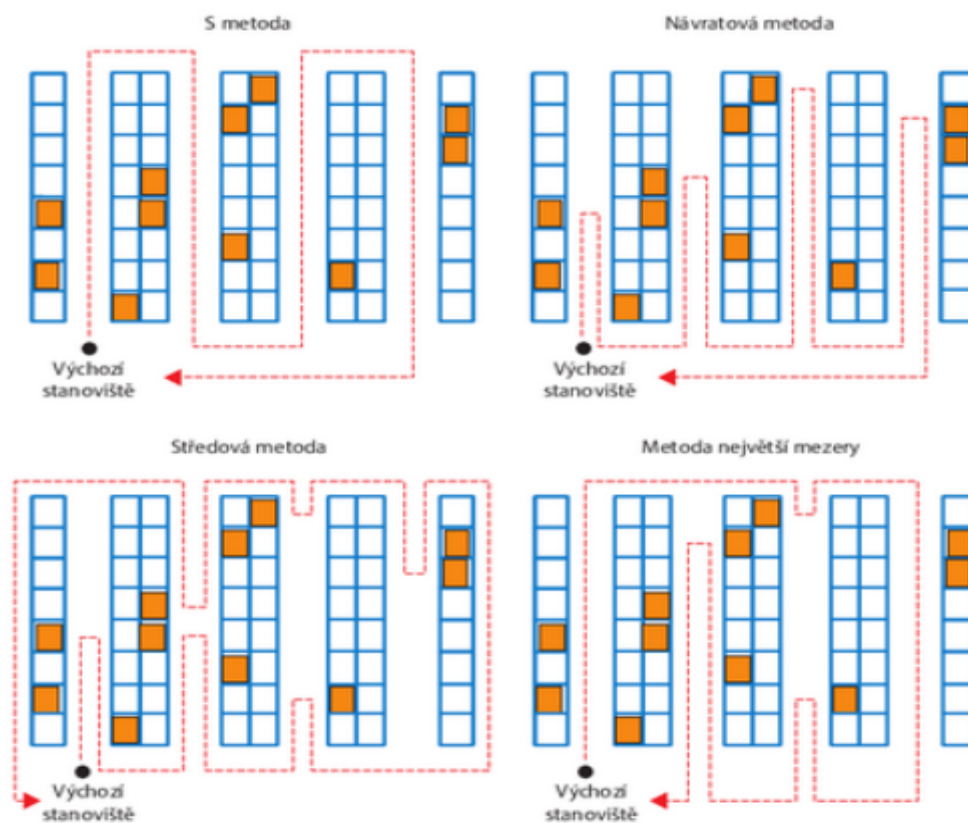 S metoda
Návratová metoda
Výchozí
stanoviště
Výchozí
stanoviště
Středová metoda
Metoda největší mezery
Výchozí
stanoviště
Výchozí
stanoviště